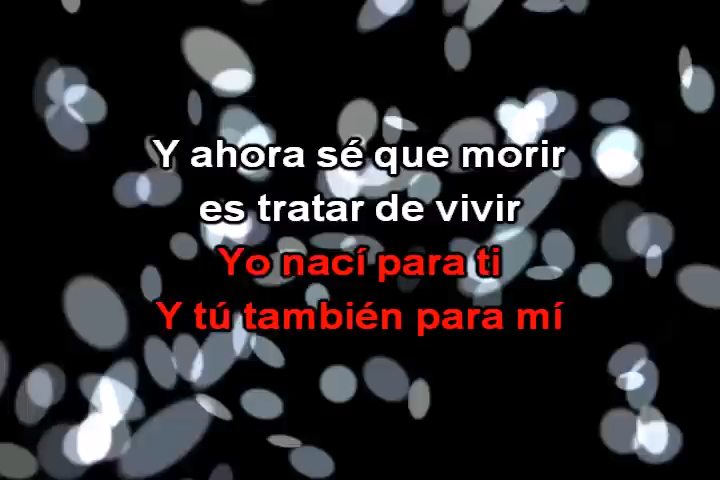 Y ahora sé que morir
es tratar de vivir
Yo nací para ti
Y tú también para mí